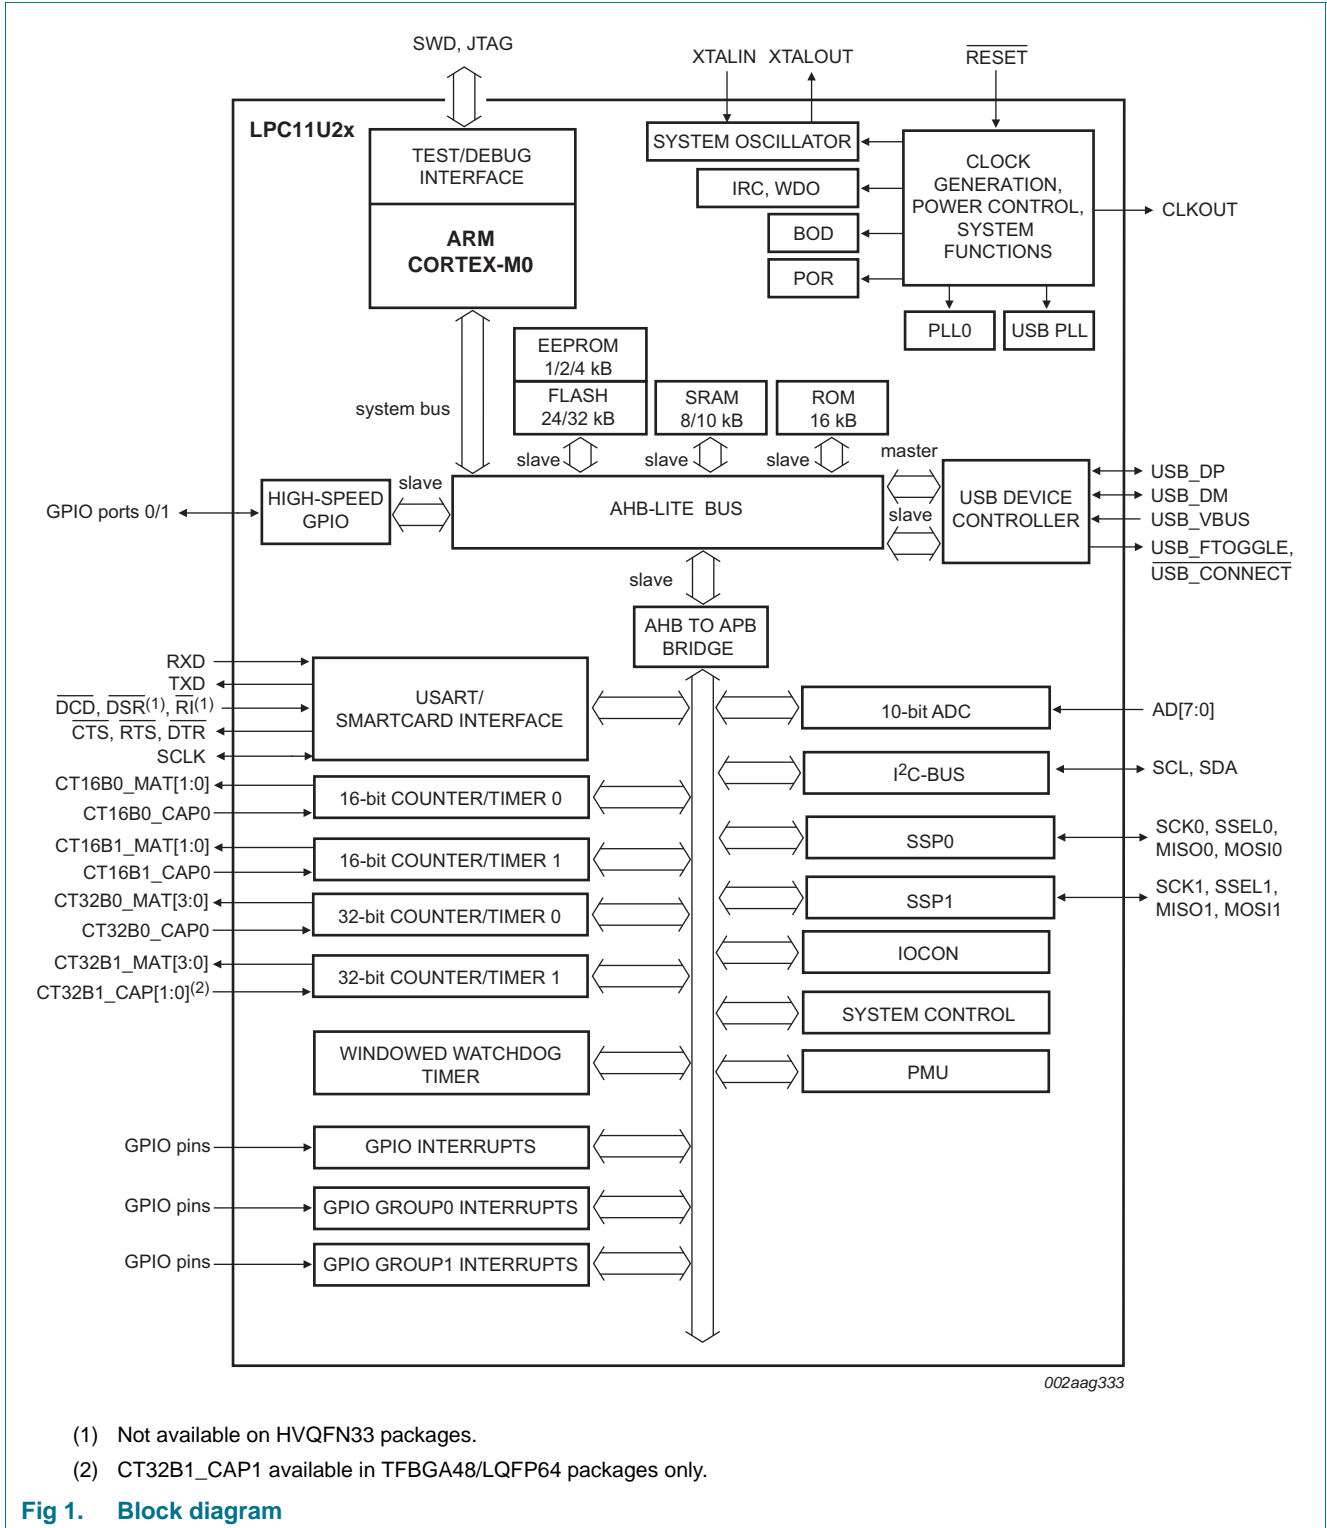 SWD, JTAG
XTALIN XTALOUT
RESET
LPC11U2x
TEST/DEBUG
INTERFACE
ARM
CORTEX-M0
SYSTEM OSCILLATOR
IRC, WDO
BOD
POR
CLOCK
GENERATION,
POWER CONTROL,
SYSTEM
FUNCTIONS
CLKOUT
PLL0
USB PLL
system bus
EEPROM
1/2/4 kB
FLASH
24/32 kB
SRAM
8/10 kB
ROM
16 kB
slave
slave
slave
master
slave
slave
GPIO ports 0/1
HIGH-SPEED
GPIO
AHB-LITE BUS
USB DEVICE
CONTROLLER
USB_DP
USB_DM
USB_VBUS
USB_FTOGGLE,
USB_CONNECT
slave
AHB TO APB
BRIDGE
RXD
TXD
DCD, DSR(1), RI(1)
CTS, RTS, DTR
SCLK
USART/
SMARTCARD INTERFACE
CT16B0_MAT[1:0]
CT16B0_CAP0
16-bit COUNTER/TIMER 0
CT16B1_MAT[1:0]
CT16B1_CAP0
16-bit COUNTER/TIMER 1
CT32B0_MAT[3:0]
CT32B0_CAP0
32-bit COUNTER/TIMER 0
CT32B1_MAT[3:0]
CT32B1_CAP[1:0](2)
32-bit COUNTER/TIMER 1
WINDOWED WATCHDOG
TIMER
GPIO pins
GPIO INTERRUPTS
GPIO pins
GPIO GROUP0 INTERRUPTS
GPIO pins
GPIO GROUP1 INTERRUPTS
10-bit ADC
AD[7:0]
I2C-BUS
SCL, SDA
SSP0
SCK0, SSEL0,
MISO0, MOSI0
SSP1
SCK1, SSEL1,
MISO1, MOSI1
IOCON
SYSTEM CONTROL
PMU
002aag333
(1) Not available on HVQFN33 packages.
(2) CT32B1_CAP1 available in TFBGA48/LQFP64 packages only.
Fig 1. Block diagram